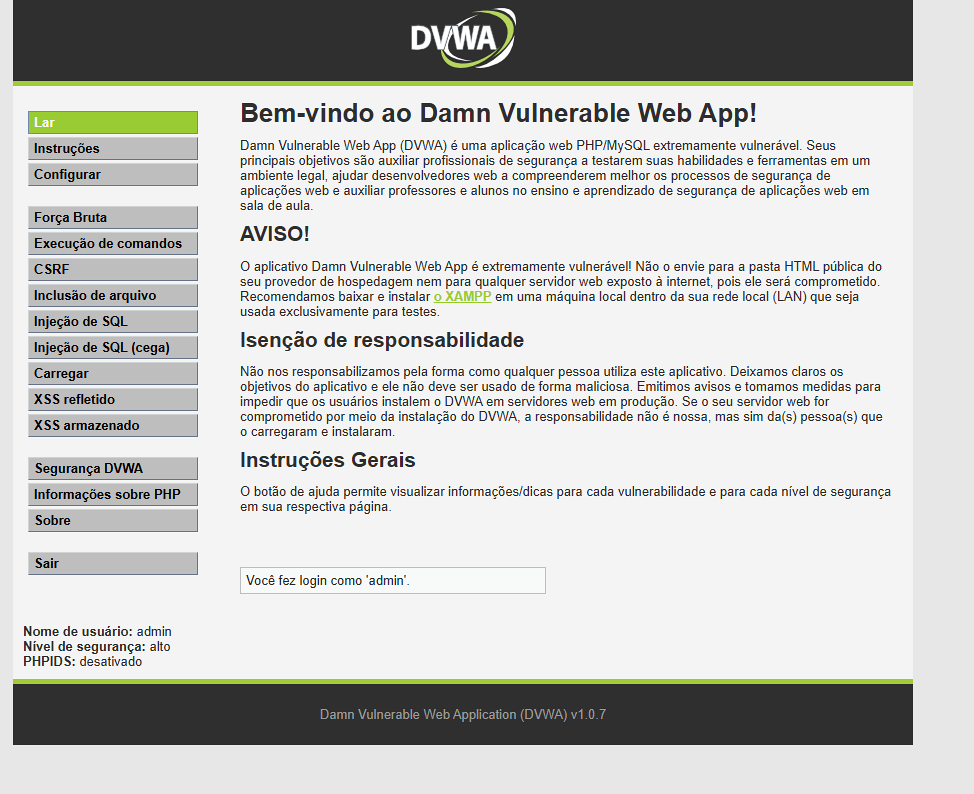 DVWA
Lar
Instruções
Configurar
Força Bruta
Execução de comandos
CSRF
Inclusão de arquivo
Injeção de SQL
Injeção de SQL (cega)
Carregar
XSS refletido
XSS armazenado
Segurança DVWA
Informações sobre PHP
Sobre
Sair
Nome de usuário: admin
Nível de segurança: alto
PHPIDS: desativado
Bem-vindo ao Damn Vulnerable Web App!
Damn Vulnerable Web App (DVWA) é uma aplicação web PHP/MySQL extremamente vulnerável. Seus
principais objetivos são auxiliar profissionais de segurança a testarem suas habilidades e ferramentas em um
ambiente legal, ajudar desenvolvedores web a compreenderem melhor os processos de segurança de
aplicações web e auxiliar professores e alunos no ensino e aprendizado de segurança de aplicações web em
sala de aula.
AVISO!
O aplicativo Damn Vulnerable Web App é extremamente vulnerável! Não o envie para a pasta HTML pública do
seu provedor de hospedagem nem para qualquer servidor web exposto à internet, pois ele será comprometido.
Recomendamos baixar e instalar o XAMPP em uma máquina local dentro da sua rede local (LAN) que seja
usada exclusivamente para testes.
Isenção de responsabilidade
Não nos responsabilizamos pela forma como qualquer pessoa utiliza este aplicativo. Deixamos claros os
objetivos do aplicativo e ele não deve ser usado de forma maliciosa. Emitimos avisos e tomamos medidas para
impedir que os usuários instalem o DVWA em servidores web em produção. Se o seu servidor web for
comprometido por meio da instalação do DVWA, a responsabilidade não é nossa, mas sim da(s) pessoa(s) que
o carregaram e instalaram.
Instruções Gerais
O botão de ajuda permite visualizar informações/dicas para cada vulnerabilidade e para cada nível de segurança
em sua respectiva página.
Você fez login como 'admin'.
Damn Vulnerable Web Application (DVWA) v1.0.7